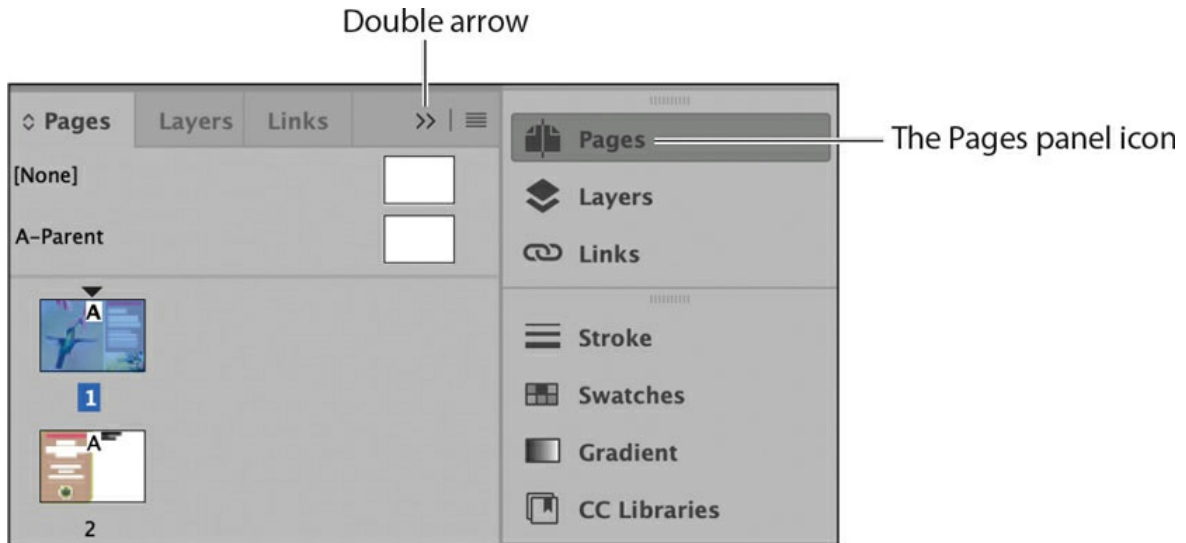 Double arrow
Pages Layers Links
[None]
A-Parent
A
1
A
2
Pages
Layers
Links
Stroke
Swatches
Gradient
CC Libraries
The Pages panel icon